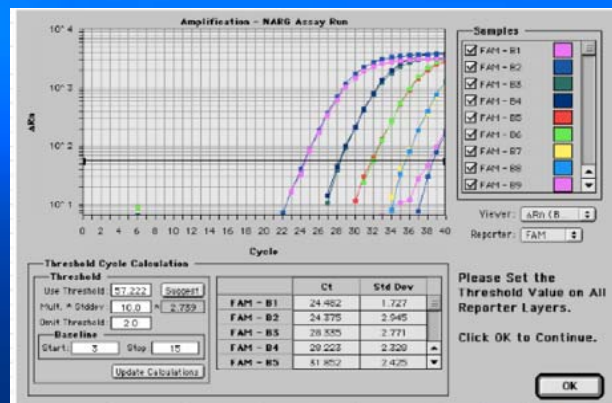 Amplification - NARG Assay Run
10^4
10^3
10^2
10^1
ΔRn
0 2 4 6 8 10 12 14 16 18 20 22 24 26 28 30 32 34 36 38 40
Cycle
Samples
FAM - B1
FAM - B2
FAM - B3
FAM - B4
FAM - B5
FAM - B6
FAM - B7
FAM - B8
FAM - B9
Viewer: ΔRn (B...
Reporter: FAM
Threshold Cycle Calculation
Threshold
Use Threshold: 57.222 Suggest
Mult. * Stddev: 10.0 * 2.739
Omit Threshold: 2.0
Baseline
Start: 3 Stop: 15
Update Calculations
Ct Std Dev
FAM - B1 24.482 1.727
FAM - B2 24.375 2.945
FAM - B3 28.335 2.771
FAM - B4 28.223 2.328
FAM - B5 31.852 2.425
Please Set the
Threshold Value on All
Reporter Layers.
Click OK to Continue.
OK